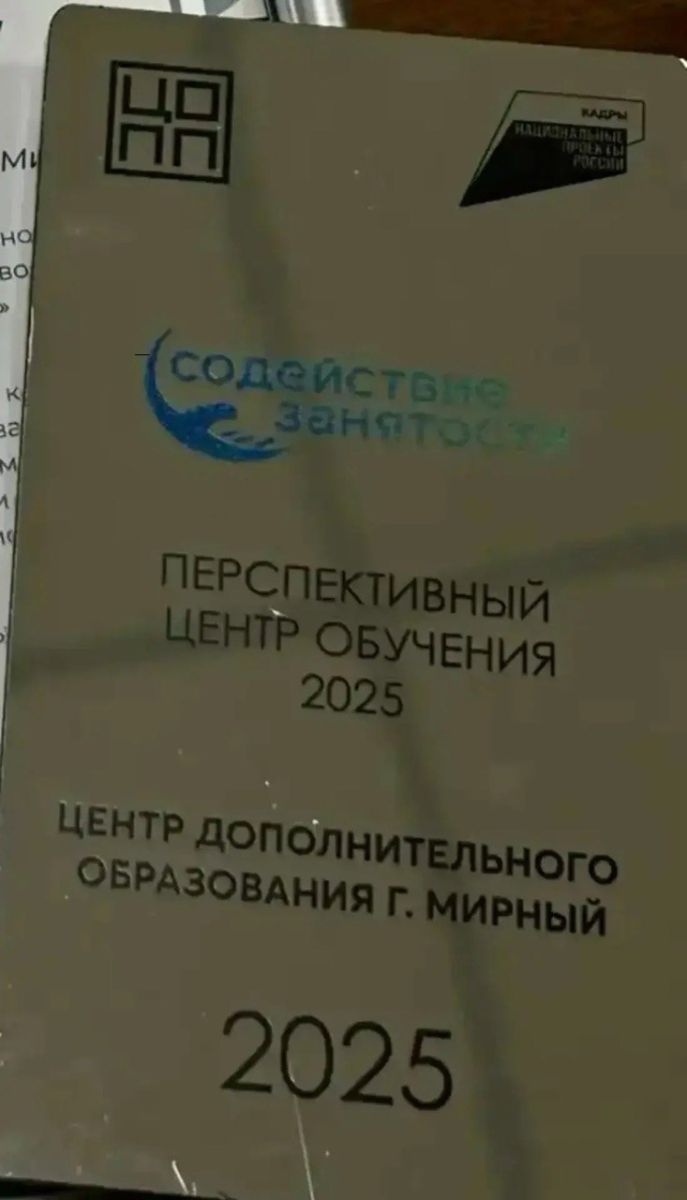 ЦО
ПП
КАДРЫ
НАЦИОНАЛЬНЫЕ
ПРОЕКТЫ
РОССИИ
содействие
занятости
ПЕРСПЕКТИВНЫЙ
ЦЕНТР ОБУЧЕНИЯ
2025
ЦЕНТР ДОПОЛНИТЕЛЬНОГО
ОБРАЗОВАНИЯ Г. МИРНЫЙ
2025